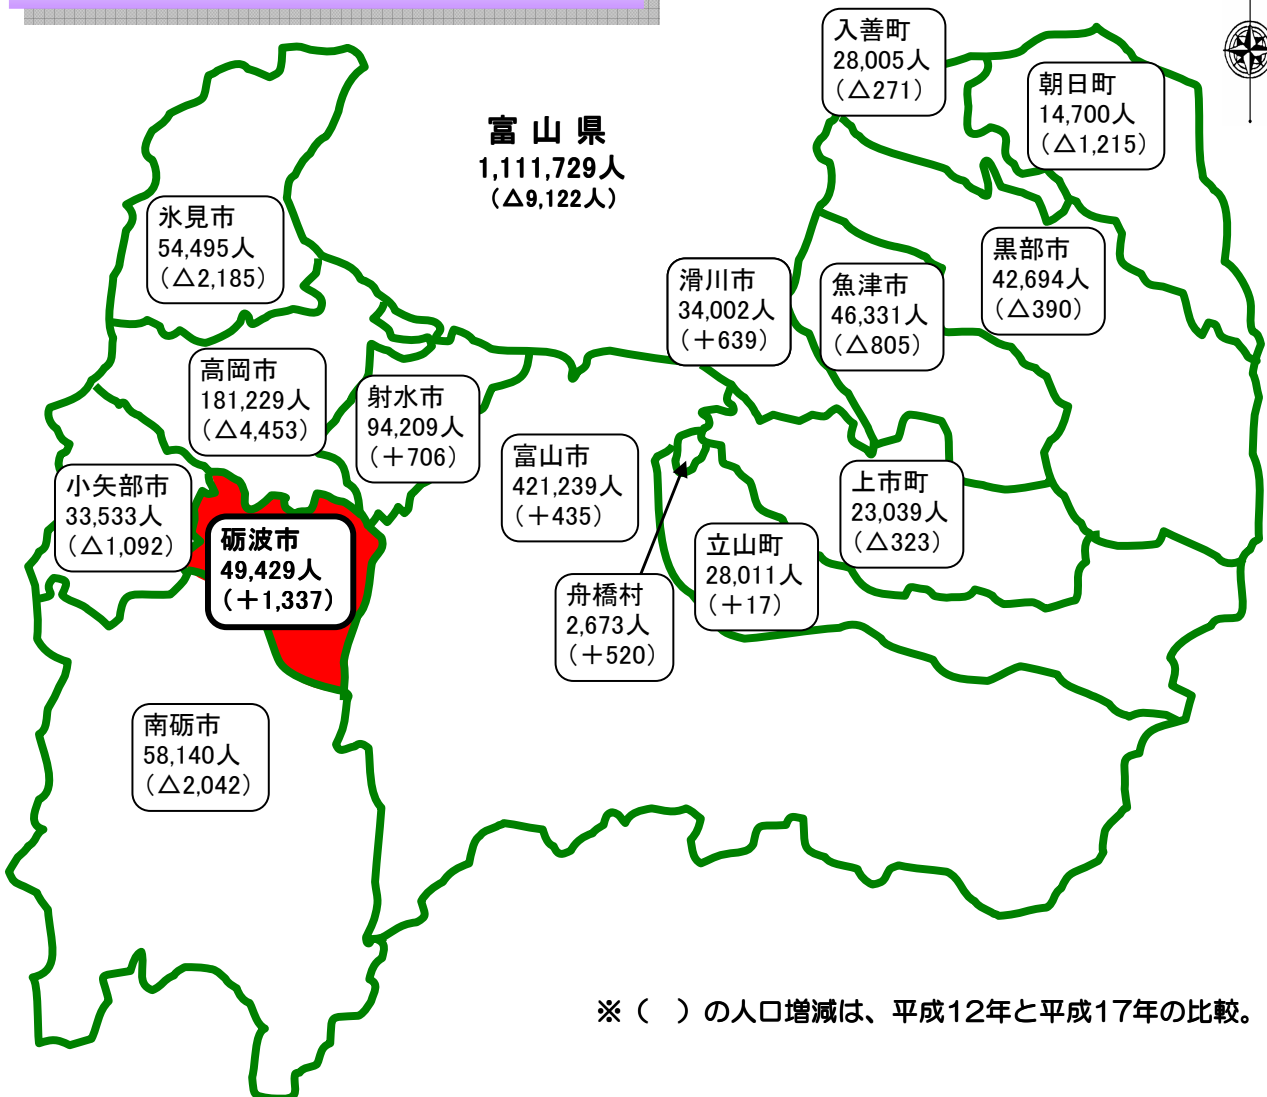 入善町
28,005人
(△271)
朝日町
14,700人
(△1,215)
富山県
1,111,729人
(△9,122人)
氷見市
54,495人
(△2,185)
黒部市
42,694人
(△390)
滑川市
34,002人
(+639)
魚津市
46,331人
(△805)
高岡市
181,229人
(△4,453)
射水市
94,209人
(+706)
富山市
421,239人
(+435)
小矢部市
33,533人
(△1,092)
上市町
23,039人
(△323)
砺波市
49,429人
(+1,337)
立山町
28,011人
(+17)
舟橋村
2,673人
(+520)
南砺市
58,140人
(△2,042)
※( )の人口増減は、平成12年と平成17年の比較。